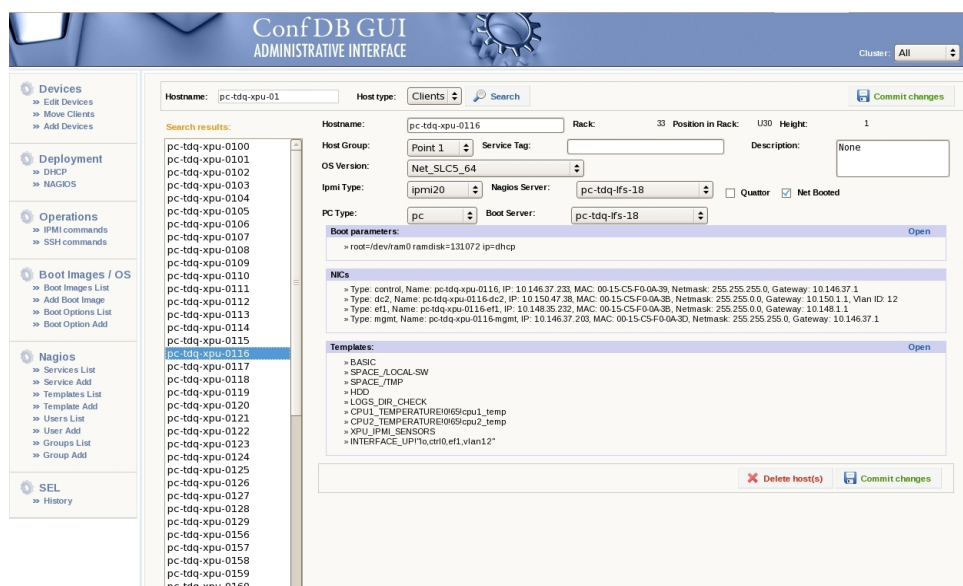 ConfDB GUI
ADMINISTRATIVE INTERFACE
Cluster: All
Devices
» Edit Devices
» Move Clients
» Add Devices
Deployment
» DHCP
» NAGIOS
Operations
» IPMI commands
» SSH commands
Boot Images / OS
» Boot Images List
» Add Boot Image
» Boot Options List
» Boot Option Add
Nagios
» Services List
» Service Add
» Templates List
» Template Add
» Users List
» User Add
» Groups List
» Group Add
SEL
» History
Hostname: pc-tdq-xpu-01 Host type: Clients Search Commit changes
Search results:
pc-tdq-xpu-0100
pc-tdq-xpu-0101
pc-tdq-xpu-0102
pc-tdq-xpu-0103
pc-tdq-xpu-0104
pc-tdq-xpu-0105
pc-tdq-xpu-0106
pc-tdq-xpu-0107
pc-tdq-xpu-0108
pc-tdq-xpu-0109
pc-tdq-xpu-0110
pc-tdq-xpu-0111
pc-tdq-xpu-0112
pc-tdq-xpu-0113
pc-tdq-xpu-0114
pc-tdq-xpu-0115
pc-tdq-xpu-0116
pc-tdq-xpu-0117
pc-tdq-xpu-0118
pc-tdq-xpu-0119
pc-tdq-xpu-0120
pc-tdq-xpu-0121
pc-tdq-xpu-0122
pc-tdq-xpu-0123
pc-tdq-xpu-0124
pc-tdq-xpu-0125
pc-tdq-xpu-0126
pc-tdq-xpu-0127
pc-tdq-xpu-0128
pc-tdq-xpu-0129
pc-tdq-xpu-0156
pc-tdq-xpu-0157
pc-tdq-xpu-0158
pc-tdq-xpu-0159
pc-tdq-xpu-0160
Hostname: pc-tdq-xpu-0116 Rack: 33 Position in Rack: U30 Height: 1
Host Group: Point 1 Service Tag: Description: None
OS Version: Net_SLC5_64
Ipmi Type: ipmi20 Nagios Server: pc-tdq-lfs-18 Quattor Net Booted
PC Type: pc Boot Server: pc-tdq-lfs-18
Boot parameters: Open
» root=/dev/ram0 ramdisk=131072 ip=dhcp
NICs
» Type: control, Name: pc-tdq-xpu-0116, IP: 10.146.37.233, MAC: 00-15-C5-F0-0A-39, Netmask: 255.255.255.0, Gateway: 10.146.37.1
» Type: dc2, Name: pc-tdq-xpu-0116-dc2, IP: 10.150.47.38, MAC: 00-15-C5-F0-0A-3B, Netmask: 255.255.0.0, Gateway: 10.150.1.1, Vlan ID: 12
» Type: ef1, Name: pc-tdq-xpu-0116-ef1, IP: 10.148.35.232, MAC: 00-15-C5-F0-0A-3B, Netmask: 255.255.0.0, Gateway: 10.148.1.1
» Type: mgmt, Name: pc-tdq-xpu-0116-mgmt, IP: 10.146.37.203, MAC: 00-15-C5-F0-0A-3D, Netmask: 255.255.255.0, Gateway: 10.146.37.1
Templates: Open
» BASIC
» SPACE_/LOCAL-SW
» SPACE_/TMP
» HDD
» LOGS_DIR_CHECK
» CPU1_TEMPERATURE!0!65!cpu1_temp
» CPU2_TEMPERATURE!0!65!cpu2_temp
» XPU_IPMI_SENSORS
» INTERFACE_UP!"lo,ctrl0,ef1,vlan12"
Delete host(s) Commit changes